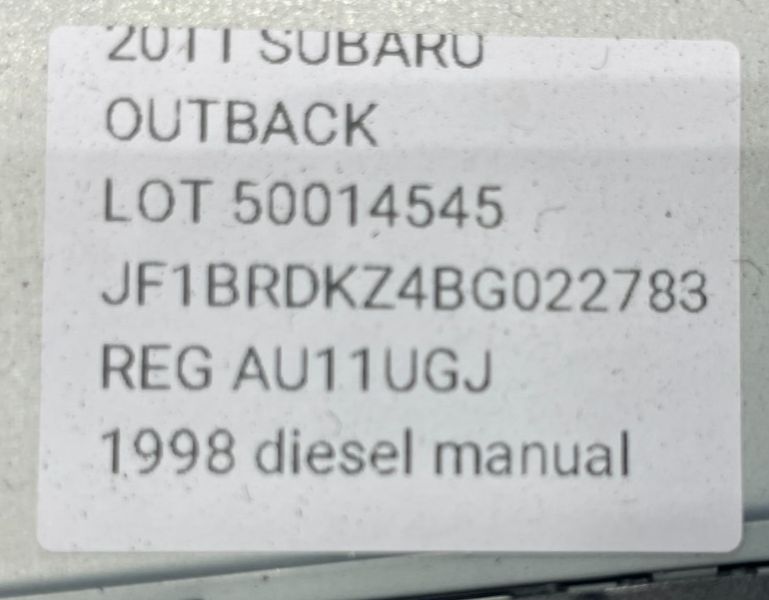 2011 SUBARU
OUTBACK
LOT 50014545
JF1BRDKZ4BG022783
REG AU11UGJ
1998 diesel manual